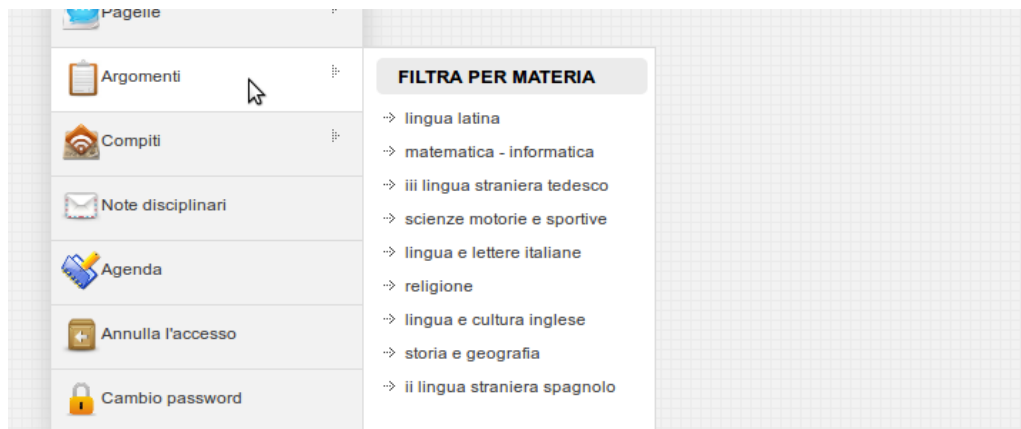 Pagelle
Argomenti
Compiti
Note disciplinari
Agenda
Annulla l'accesso
Cambio password
FILTRA PER MATERIA
lingua latina
matematica - informatica
iii lingua straniera tedesco
scienze motorie e sportive
lingua e lettere italiane
religione
lingua e cultura inglese
storia e geografia
ii lingua straniera spagnolo